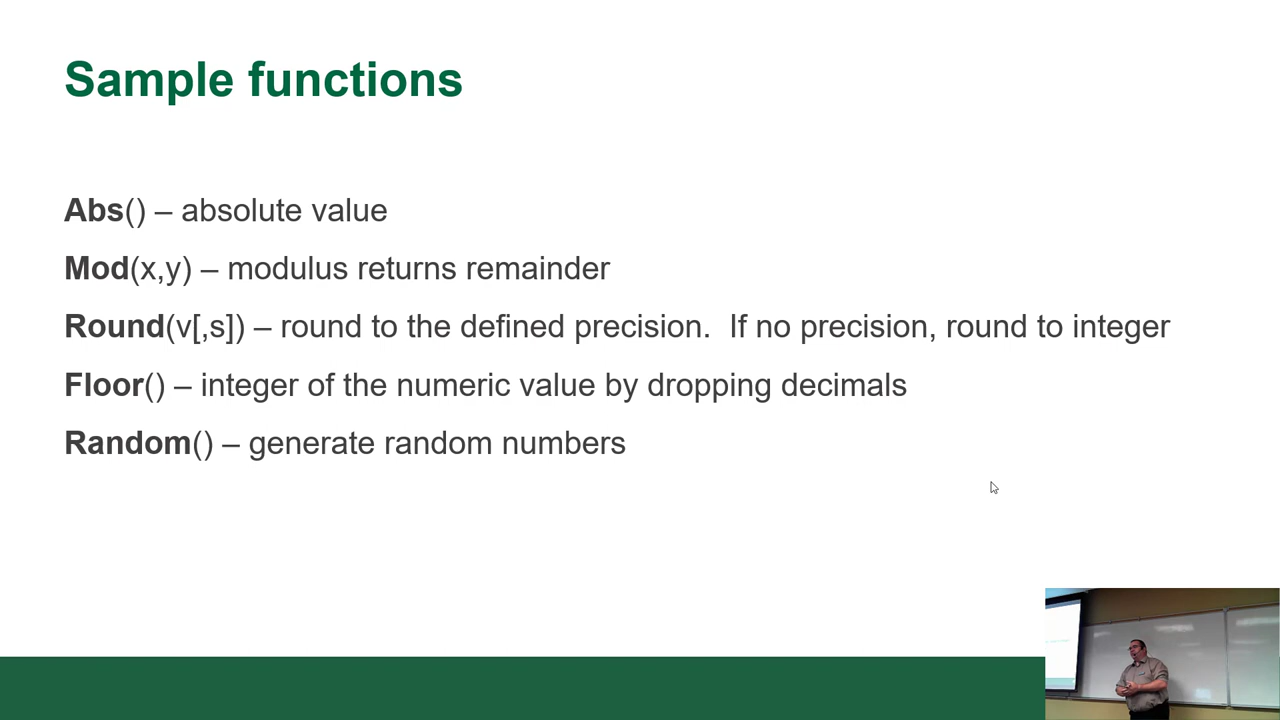 Sample functions
Abs() – absolute value
Mod(x,y) – modulus returns remainder
Round(v[,s]) – round to the defined precision.  If no precision, round to integer
Floor() – integer of the numeric value by dropping decimals
Random() – generate random numbers